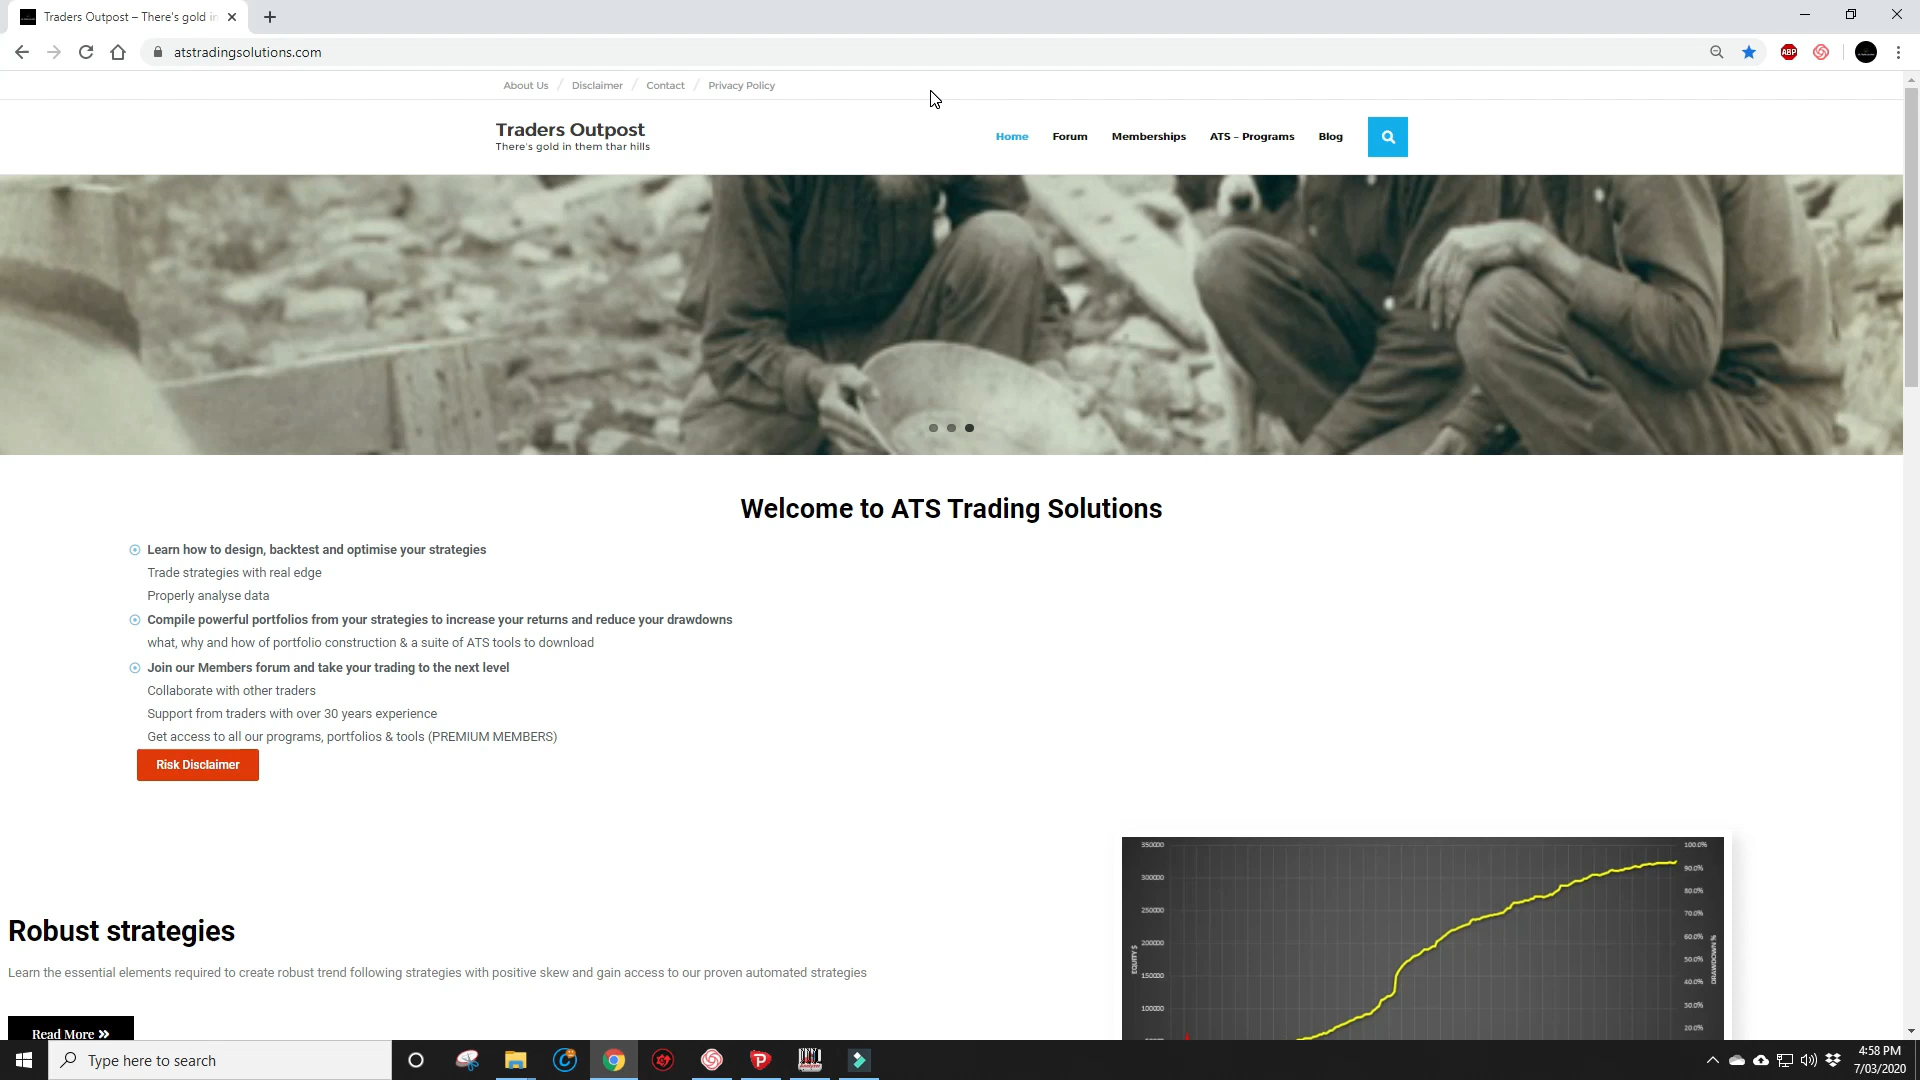 Traders Outpost – There's gold in
atstradingsolutions.com
ABP
About Us / Disclaimer / Contact / Privacy Policy
Traders Outpost
There's gold in them thar hills
Home Forum Memberships ATS – Programs Blog
Welcome to ATS Trading Solutions
Learn how to design, backtest and optimise your strategies
Trade strategies with real edge
Properly analyse data
Compile powerful portfolios from your strategies to increase your returns and reduce your drawdowns
what, why and how of portfolio construction & a suite of ATS tools to download
Join our Members forum and take your trading to the next level
Collaborate with other traders
Support from traders with over 30 years experience
Get access to all our programs, portfolios & tools (PREMIUM MEMBERS)
Risk Disclaimer
Robust strategies
Learn the essential elements required to create robust trend following strategies with positive skew and gain access to our proven automated strategies
Read More »
350000
300000
250000
200000
150000
100000
EQUITY $
100.0%
90.0%
80.0%
70.0%
60.0%
50.0%
40.0%
30.0%
20.0%
DRAWDOWN %
Type here to search
4:58 PM
7/03/2020